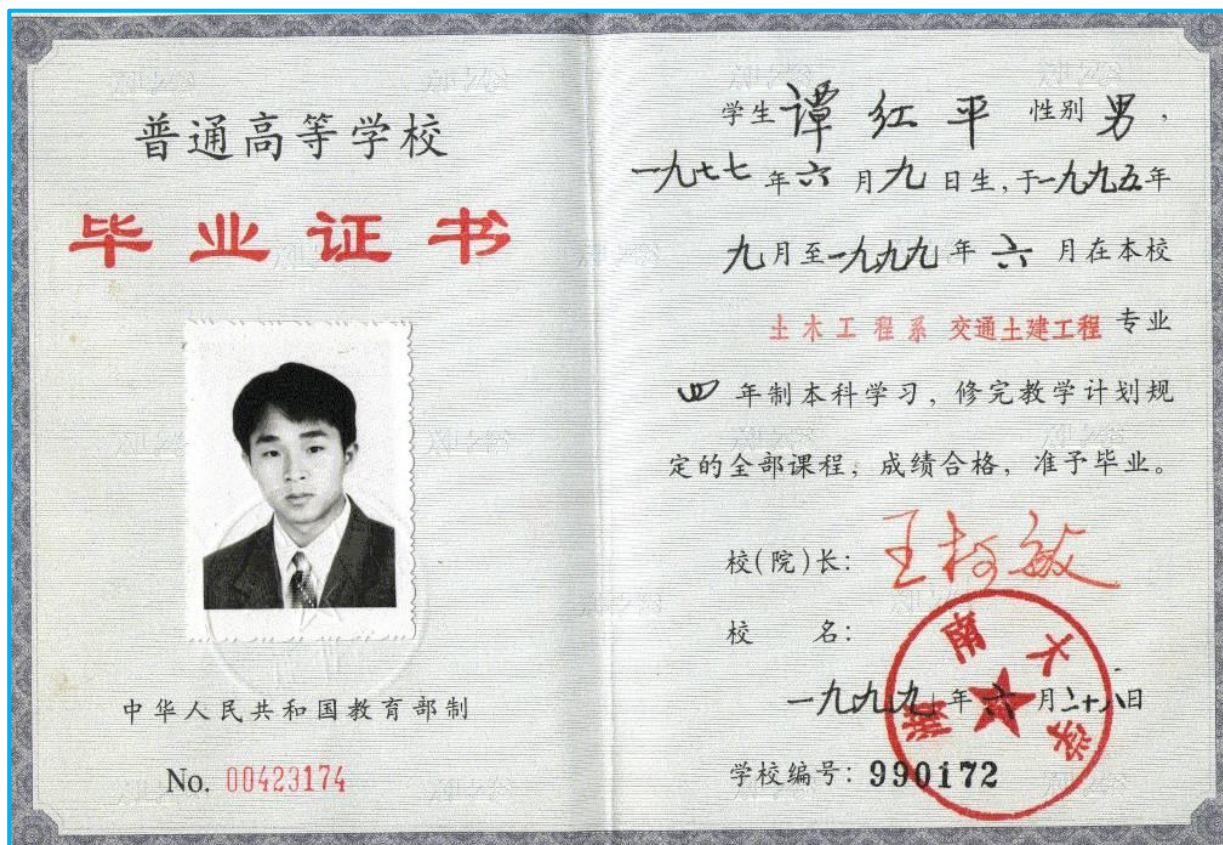 普通高等学校
毕业证书
中华人民共和国教育部制
No. 00423174
学生谭红平性别男，
一九七七年六月九日生，于一九九五年
九月至一九九九年六月在本校
土木工程系 交通土建工程 专业
四年制本科学习，修完教学计划规
定的全部课程，成绩合格，准予毕业。
校(院)长：王柯敏
校 名：
湖南大学
一九九九年六月二十八日
学校编号：990172